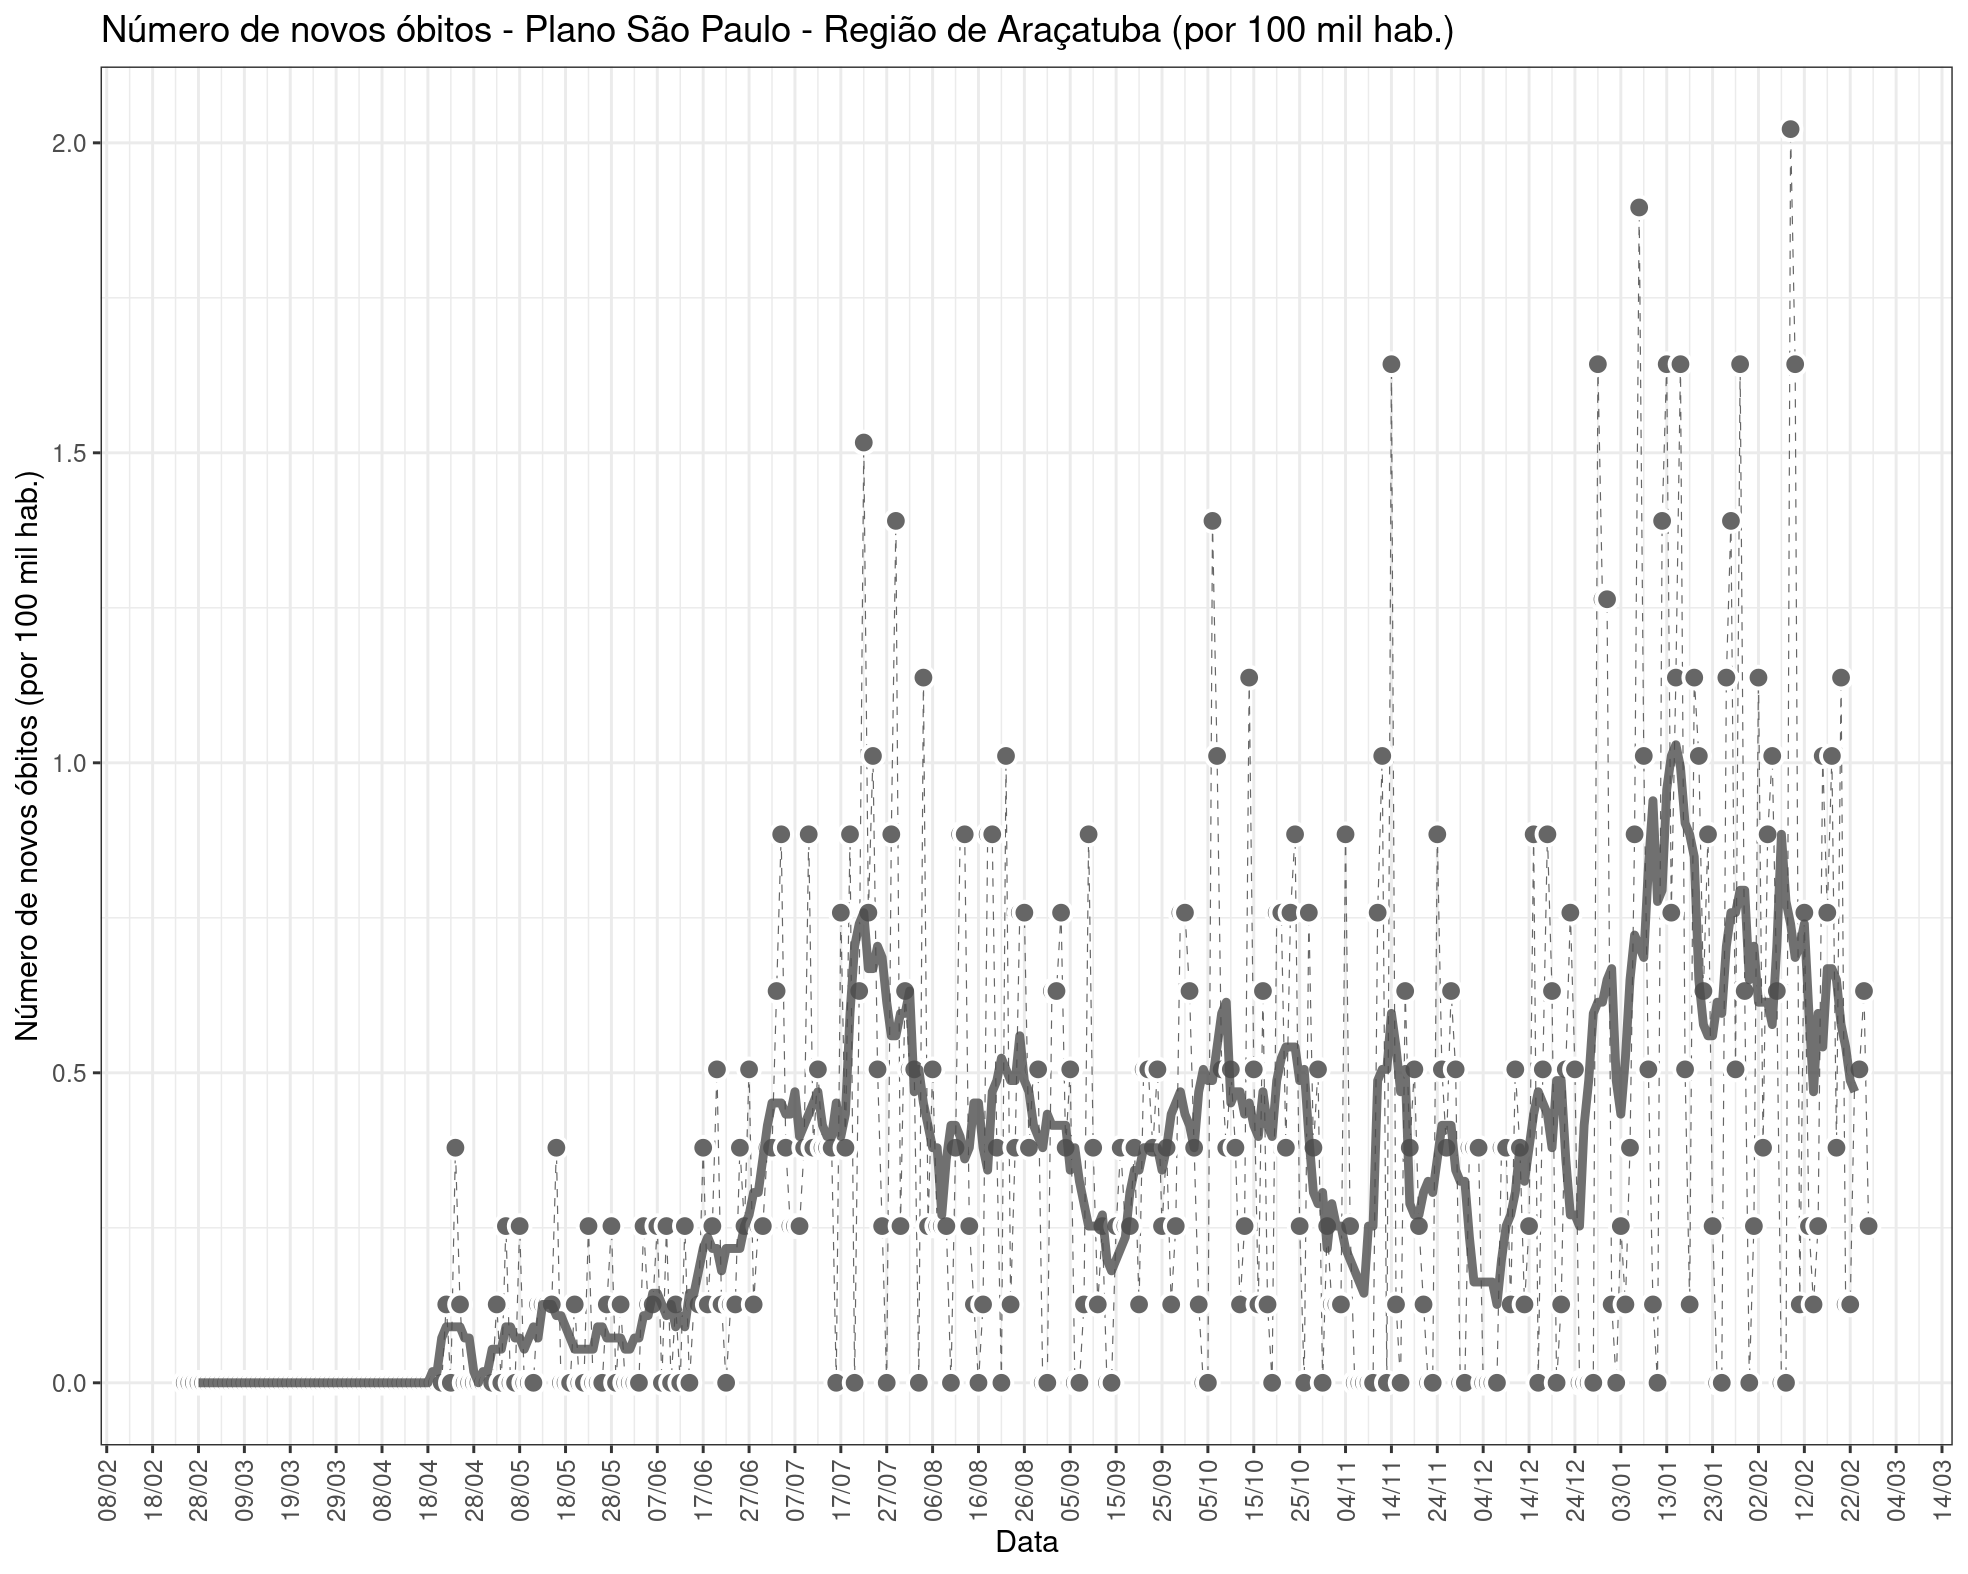 Número de novos óbitos - Plano São Paulo - Região de Araçatuba (por 100 mil hab.)
Número de novos óbitos (por 100 mil hab.)
2.0
1.5
1.0
0.5
0.0
08/02 18/02 28/02 09/03 19/03 29/03 08/04 18/04 28/04 08/05 18/05 28/05 07/06 17/06 27/06 07/07 17/07 27/07 06/08 16/08 26/08 05/09 15/09 25/09 05/10 15/10 25/10 04/11 14/11 24/11 04/12 14/12 24/12 03/01 13/01 23/01 02/02 12/02 22/02 04/03 14/03
Data